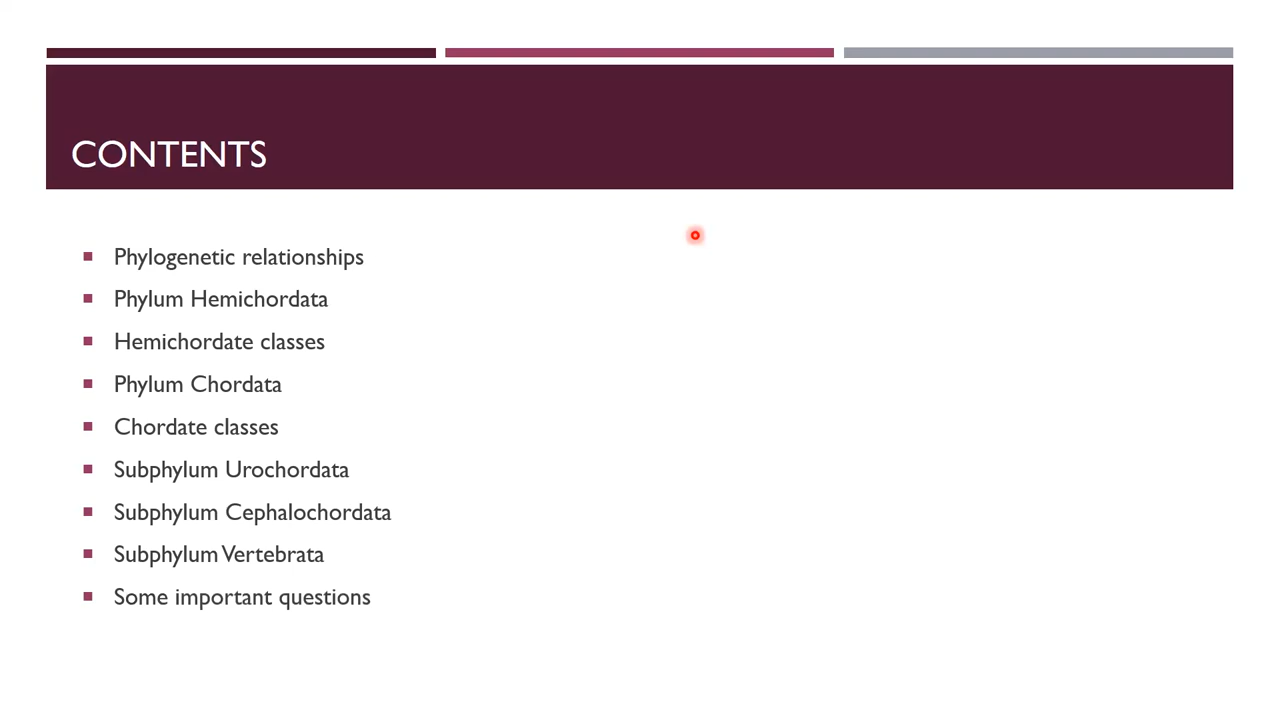 CONTENTS
Phylogenetic relationships
Phylum Hemichordata
Hemichordate classes
Phylum Chordata
Chordate classes
Subphylum Urochordata
Subphylum Cephalochordata
Subphylum Vertebrata
Some important questions